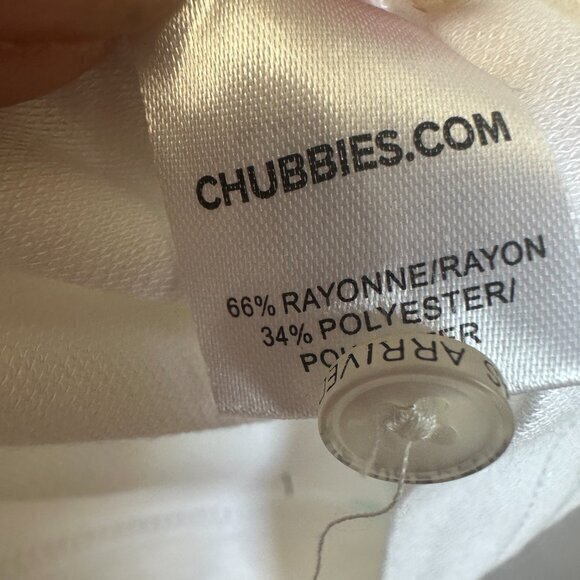 CHUBBIES.COM
66% RAYONNE/RAYON
34% POLYESTER/